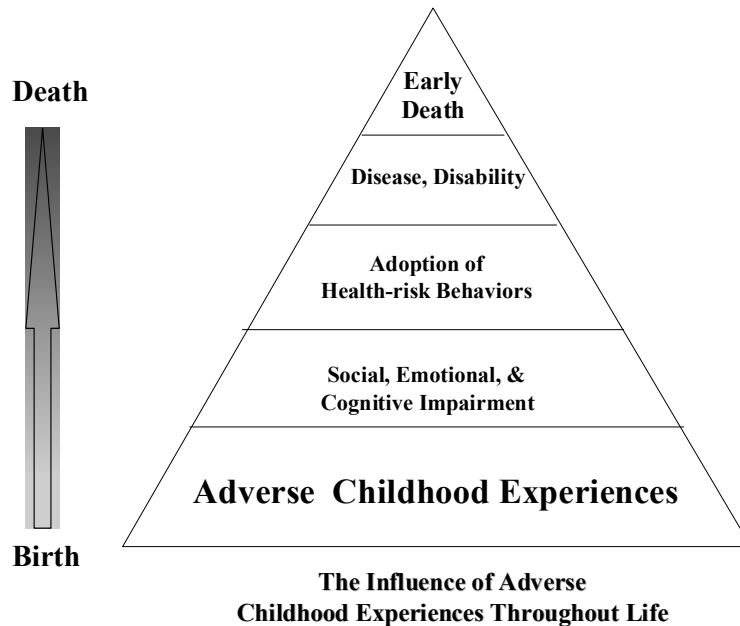 Death
Early
Death
Disease, Disability
Adoption of
Health-risk Behaviors
Social, Emotional, &
Cognitive Impairment
Adverse Childhood Experiences
Birth
The Influence of Adverse
Childhood Experiences Throughout Life